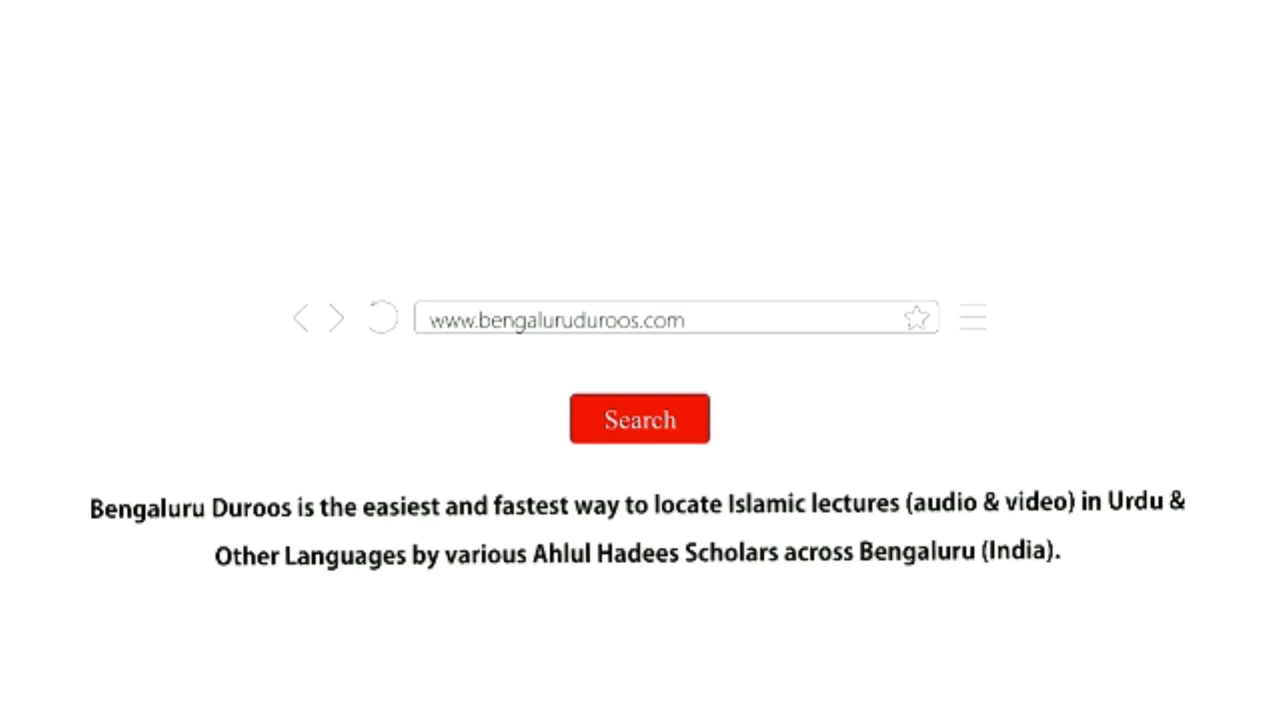 www.bengaluruduroos.com
Search
Bengaluru Duroos is the easiest and fastest way to locate Islamic lectures (audio & video) in Urdu &
Other Languages by various Ahlul Hadees Scholars across Bengaluru (India).